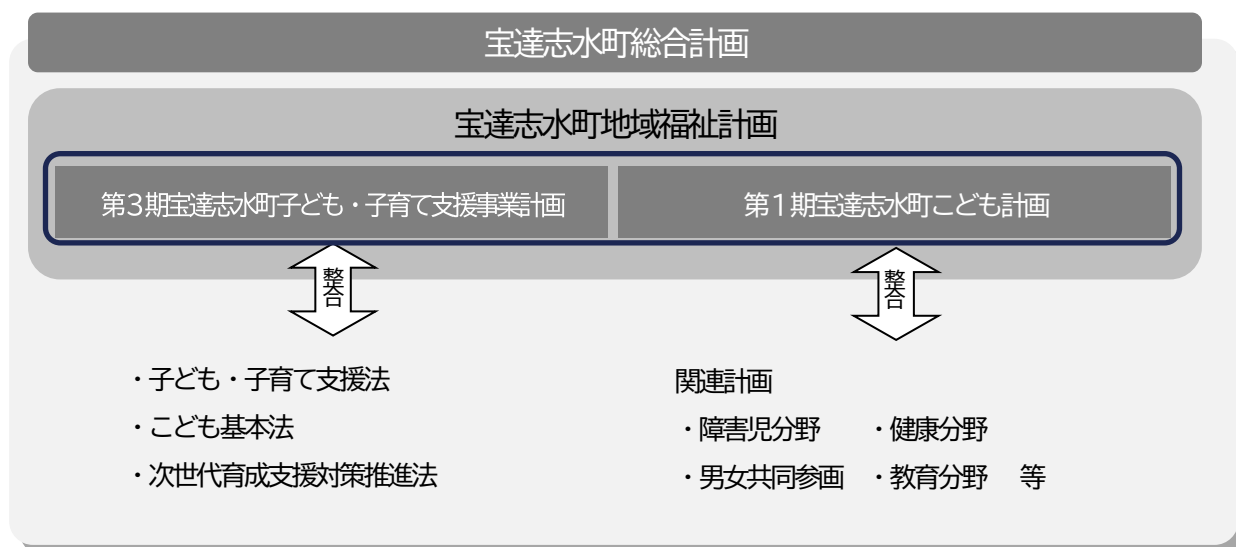 宝達志水町総合計画
宝達志水町地域福祉計画
第3期宝達志水町子ども・子育て支援事業計画
第1期宝達志水町こども計画
整合
整合
・子ども・子育て支援法
・こども基本法
・次世代育成支援対策推進法
関連計画
・障害児分野 ・健康分野
・男女共同参画 ・教育分野 等